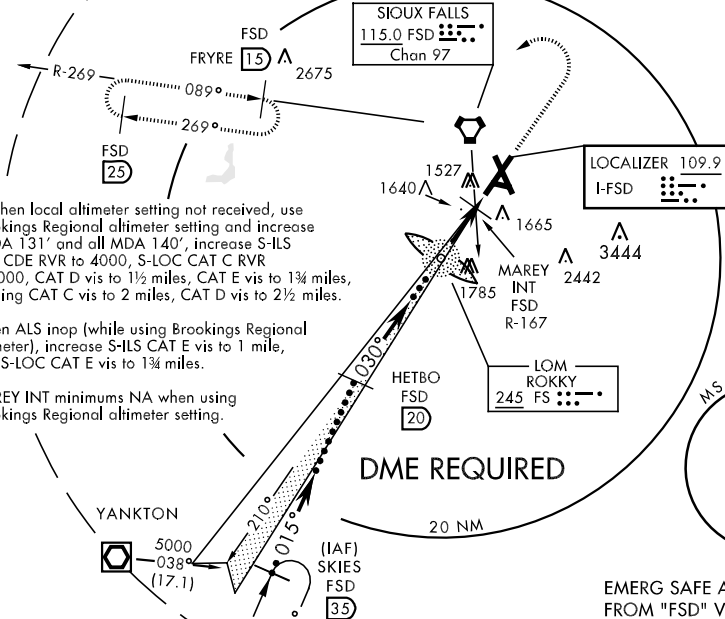 SIOUX FALLS
115.0 FSD
Chan 97
FSD
FRYRE 15
2675
R-269
089°
269°
FSD
25
LOCALIZER 109.9
I-FSD
1527
1640
1665
3444
2442
1785
MAREY
INT
FSD
R-167
hen local altimeter setting not received, use
okings Regional altimeter setting and increase
DA 131' and all MDA 140', increase S-ILS
CDE RVR to 4000, S-LOC CAT C RVR
000, CAT D vis to 1½ miles, CAT E vis to 1¾ miles,
ing CAT C vis to 2 miles, CAT D vis to 2½ miles.
en ALS inop (while using Brookings Regional
meter), increase S-ILS CAT E vis to 1 mile,
S-LOC CAT E vis to 1¾ miles.
REY INT minimums NA when using
okings Regional altimeter setting.
030°
HETBO
FSD
20
LOM
ROKKY
245 FS
MS
DME REQUIRED
20 NM
YANKTON
5000
038°
(17.1)
210°
015°
(IAF)
SKIES
FSD
35
EMERG SAFE A
FROM "FSD" V